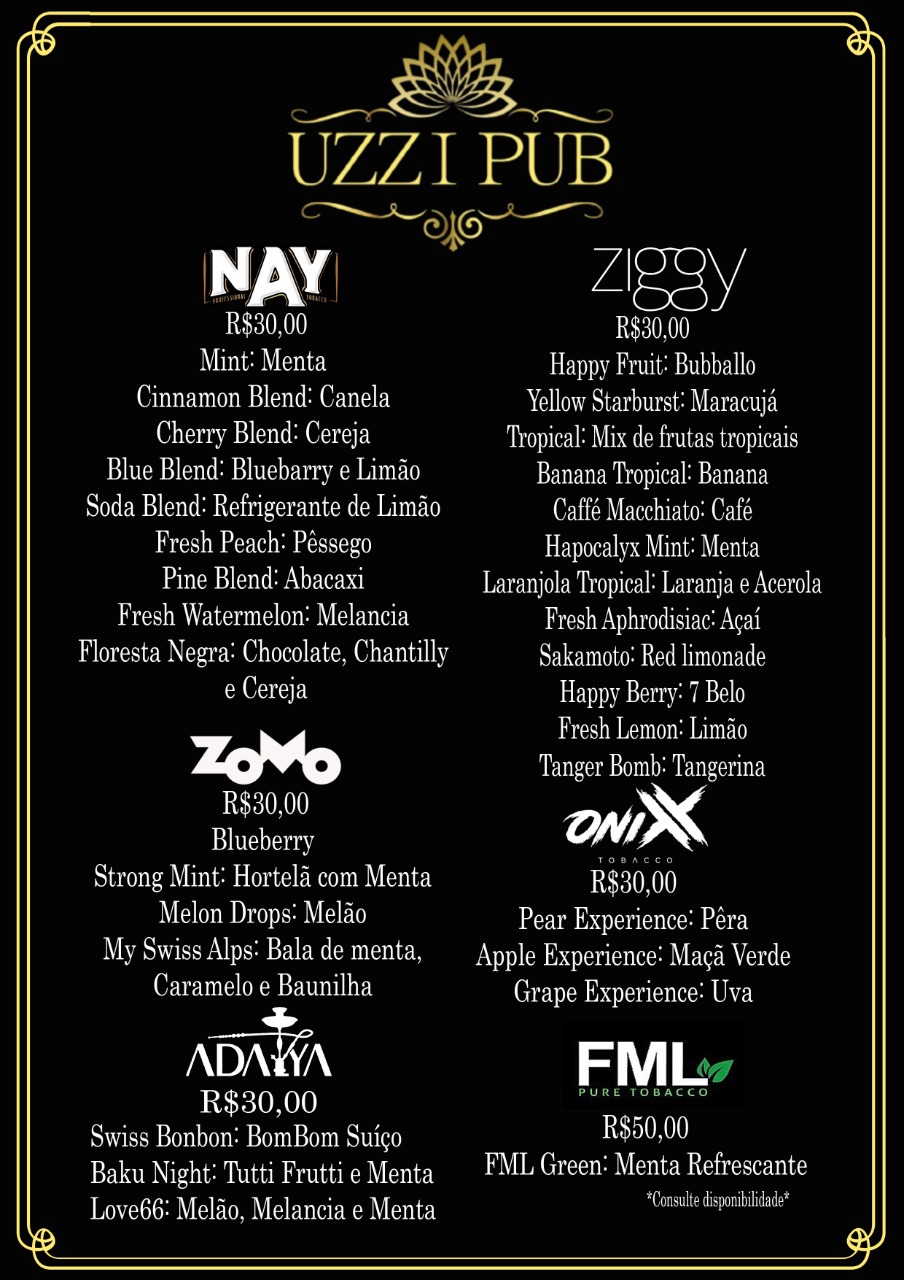 UZZI PUB
NAY
PROFESSIONAL TOBACCO
R$30,00
Mint: Menta
Cinnamon Blend: Canela
Cherry Blend: Cereja
Blue Blend: Bluebarry e Limão
Soda Blend: Refrigerante de Limão
Fresh Peach: Pêssego
Pine Blend: Abacaxi
Fresh Watermelon: Melancia
Floresta Negra: Chocolate, Chantilly
e Cereja
ZOMO
R$30,00
Blueberry
Strong Mint: Hortelã com Menta
Melon Drops: Melão
My Swiss Alps: Bala de menta,
Caramelo e Baunilha
ADALYA
R$30,00
Swiss Bonbon: BomBom Suíço
Baku Night: Tutti Frutti e Menta
Love66: Melão, Melancia e Menta
ziggy
R$30,00
Happy Fruit: Bubballo
Yellow Starburst: Maracujá
Tropical: Mix de frutas tropicais
Banana Tropical: Banana
Caffé Macchiato: Café
Hapocalyx Mint: Menta
Laranjola Tropical: Laranja e Acerola
Fresh Aphrodisiac: Açaí
Sakamoto: Red limonade
Happy Berry: 7 Belo
Fresh Lemon: Limão
Tanger Bomb: Tangerina
ONIX
TOBACCO
R$30,00
Pear Experience: Pêra
Apple Experience: Maçã Verde
Grape Experience: Uva
FML
PURE TOBACCO
R$50,00
FML Green: Menta Refrescante
*Consulte disponibilidade*